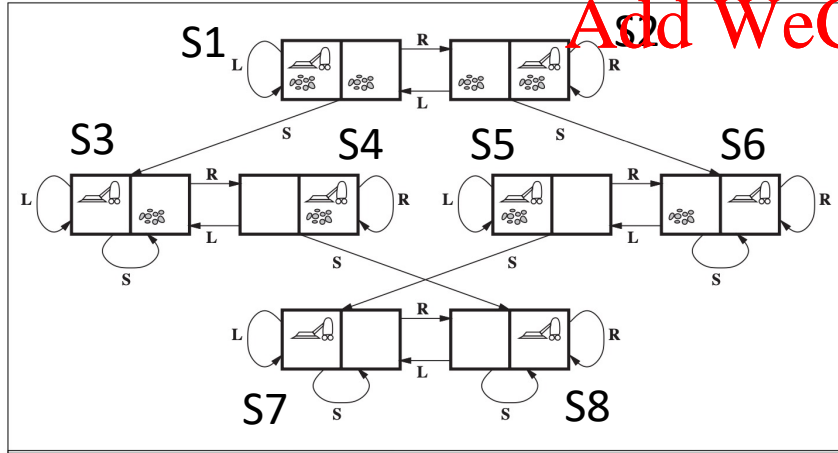 Add WeC
S1 S2
R
L R
L
S S
S3 S4 S5 S6
R R
L R L R
L L
S S S S
R
L R
L
S7 S S S8